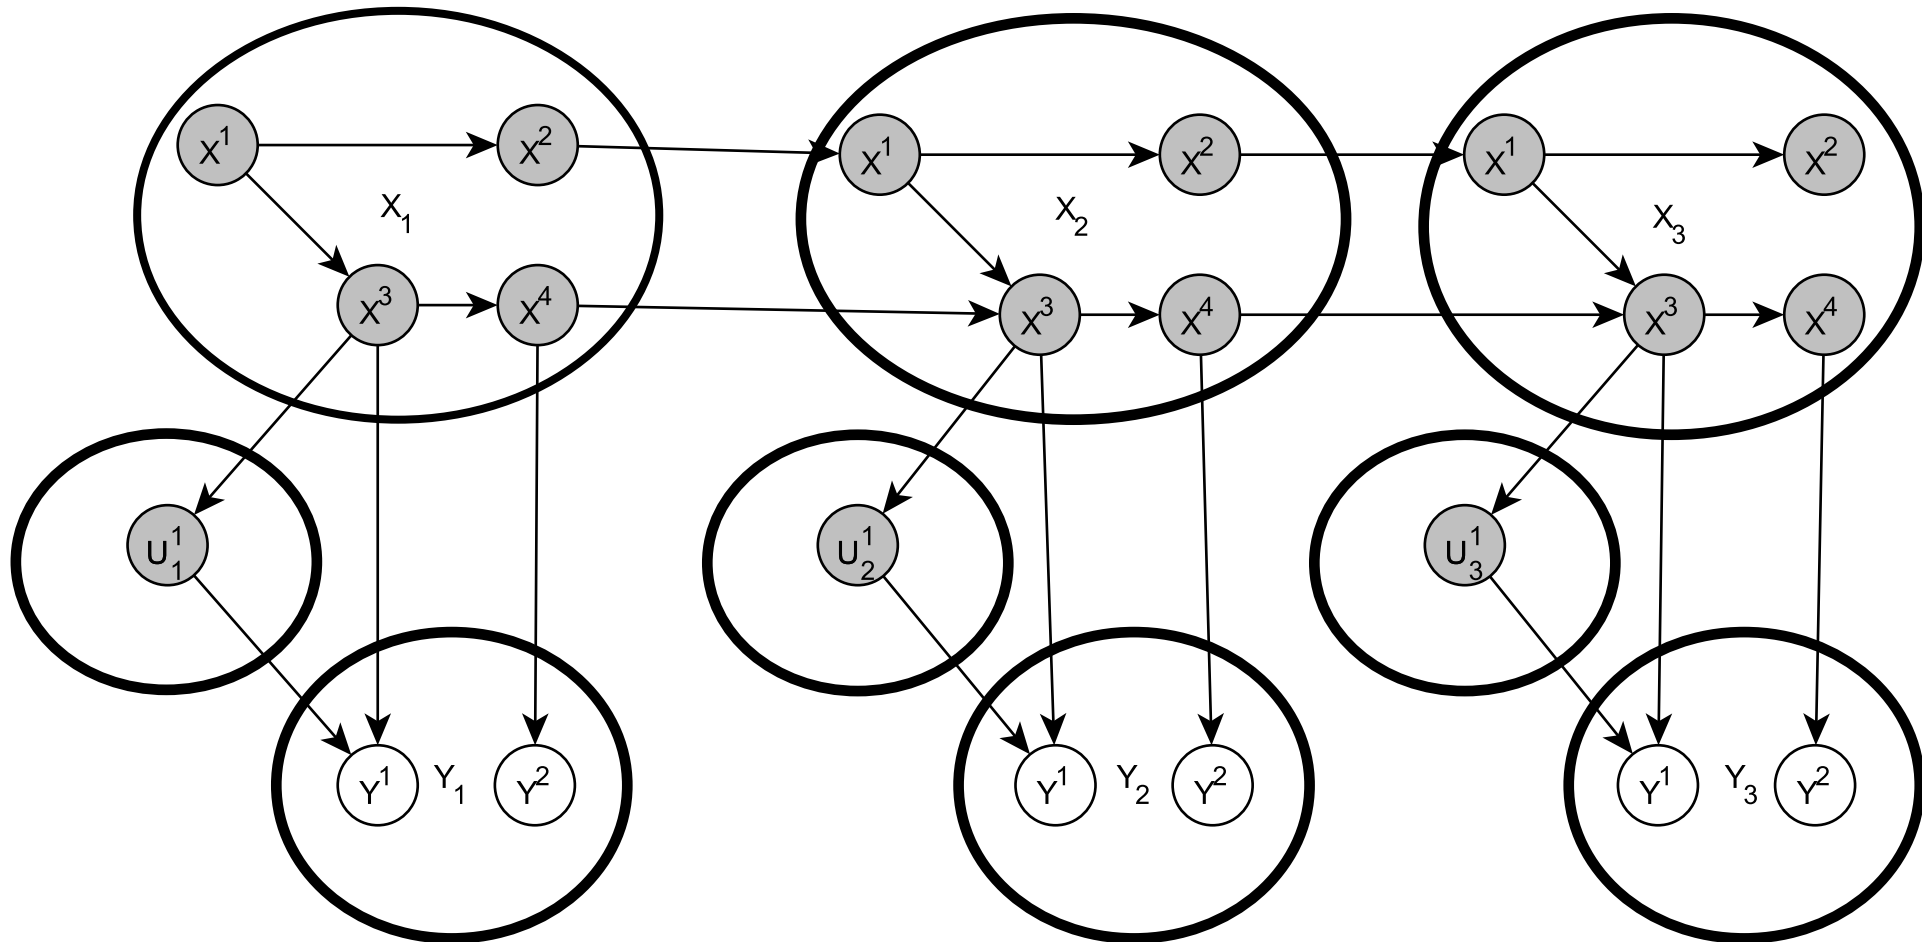 X¹ X² X¹ X² X¹ X²
X₁ X₂ X₃
X³ X⁴ X³ X⁴ X³ X⁴
U₁¹ U₂¹ U₃¹
Y¹ Y₁ Y² Y¹ Y₂ Y² Y¹ Y₃ Y²